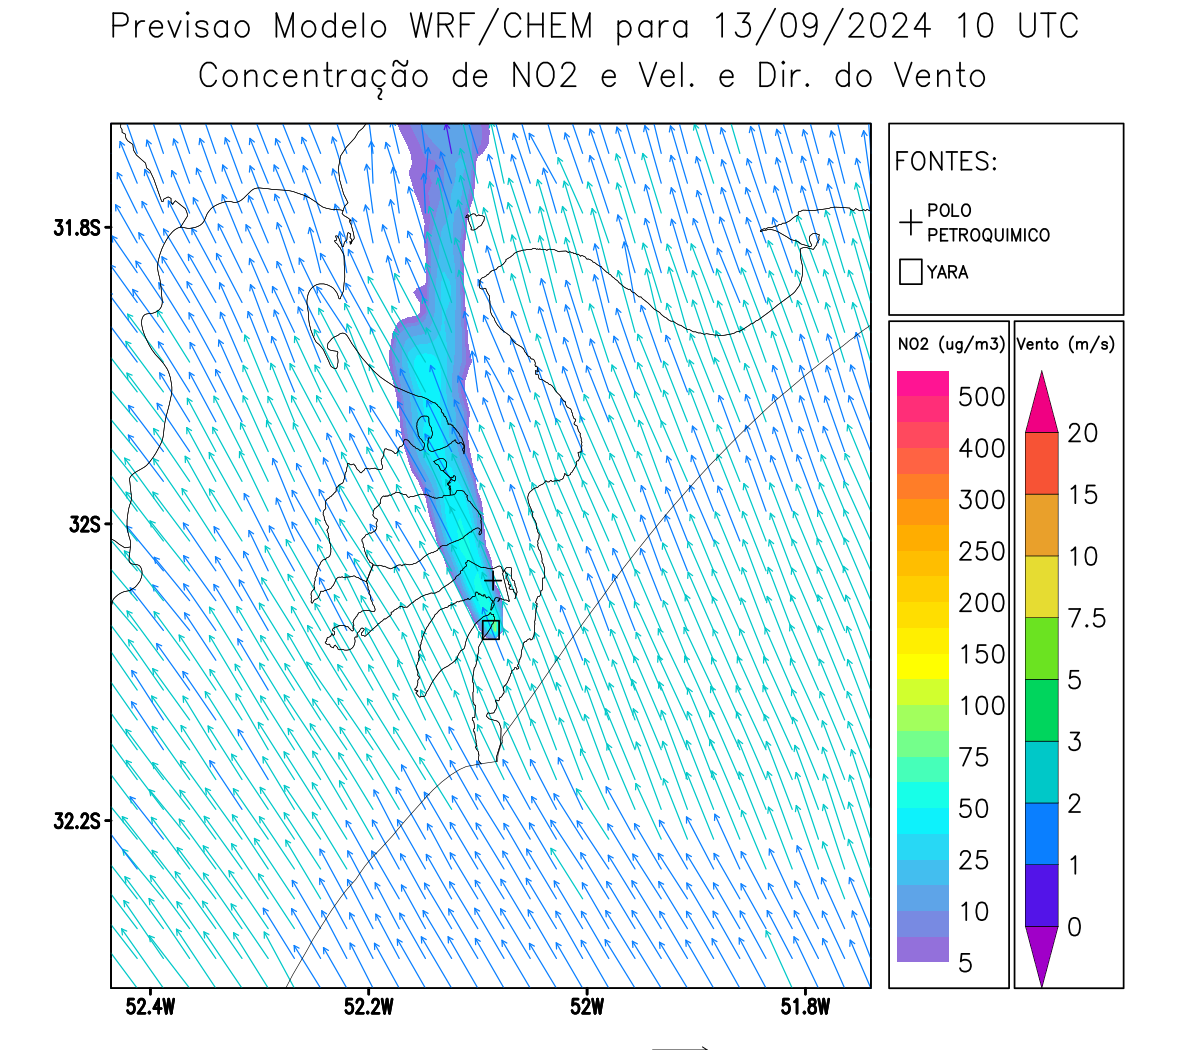 Previsao Modelo WRF/CHEM para 13/09/2024 10 UTC
Concentração de NO2 e Vel. e Dir. do Vento
FONTES:
POLO
PETROQUIMICO
YARA
NO2 (ug/m3)
500
400
300
250
200
150
100
75
50
25
10
5
Vento (m/s)
20
15
10
7.5
5
3
2
1
0
31.8S
32S
32.2S
52.4W
52.2W
52W
51.8W